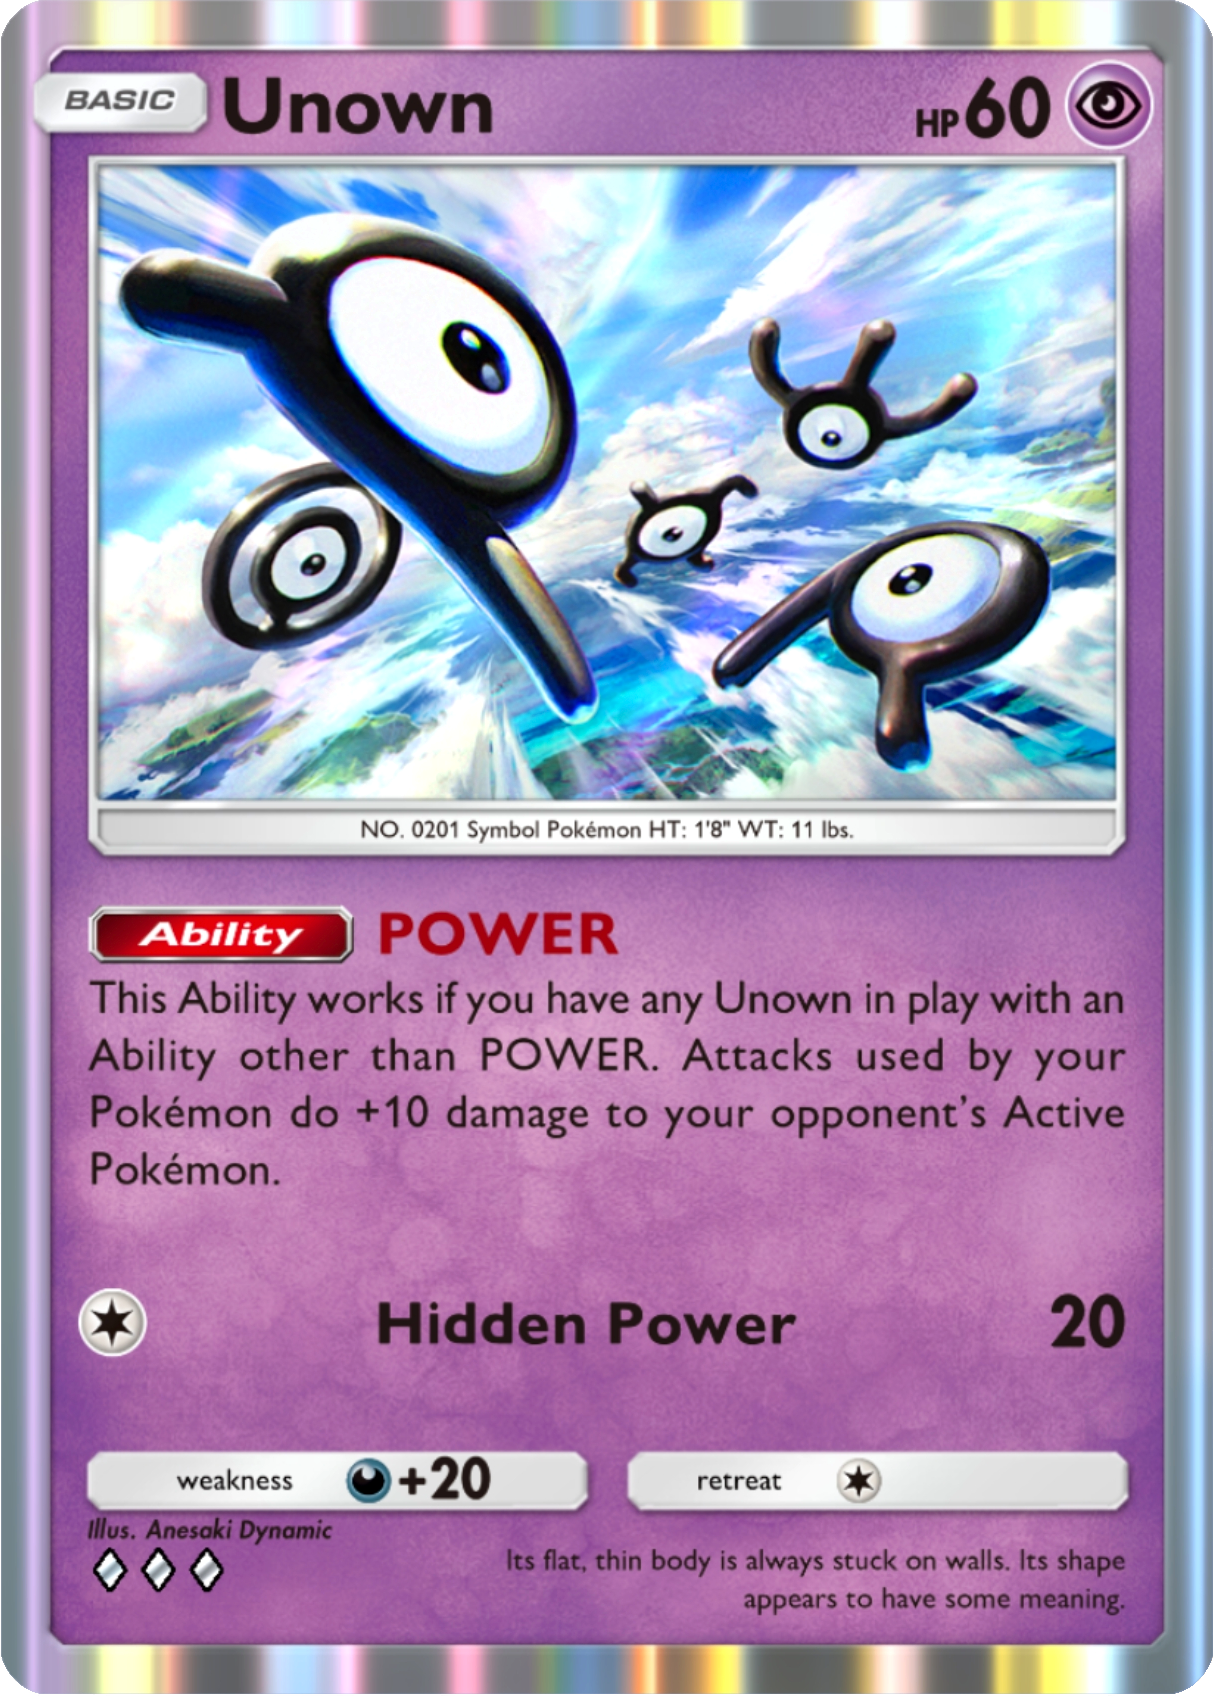 BASIC Unown HP 60
NO. 0201 Symbol Pokémon HT: 1'8" WT: 11 lbs.
Ability POWER
This Ability works if you have any Unown in play with an
Ability other than POWER. Attacks used by your
Pokémon do +10 damage to your opponent's Active
Pokémon.
Hidden Power 20
weakness +20 retreat
Illus. Anesaki Dynamic
Its flat, thin body is always stuck on walls. Its shape
appears to have some meaning.